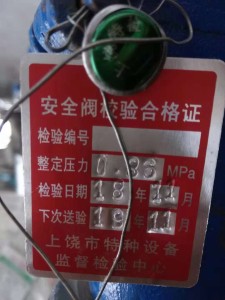 安全阀校验合格证
检验编号
整定压力 0.36 MPa
检验日期 18 年 11 月
下次送验 19 年 11 月
上饶市特种设备
监督检验中心